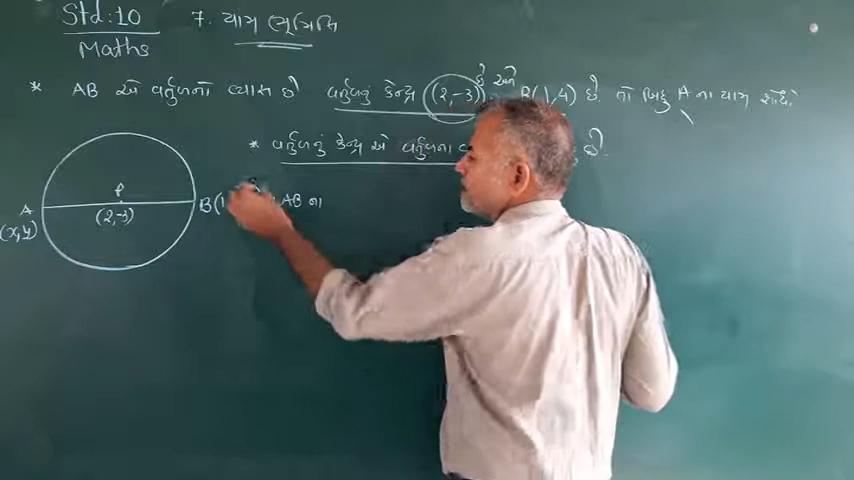 Std:10 7. યામ ભૂમિતિ
Maths
* AB એ વર્તુળનો વ્યાસ છે વર્તુળનું કેન્દ્ર (2,-3) છે અને B(1,4) છે. તો બિંદુ A ના યામ શોધો.
* વર્તુળનું કેન્દ્ર એ વર્તુળના છે.
P
A (2,-3) B(1 AB ના
(x,y)